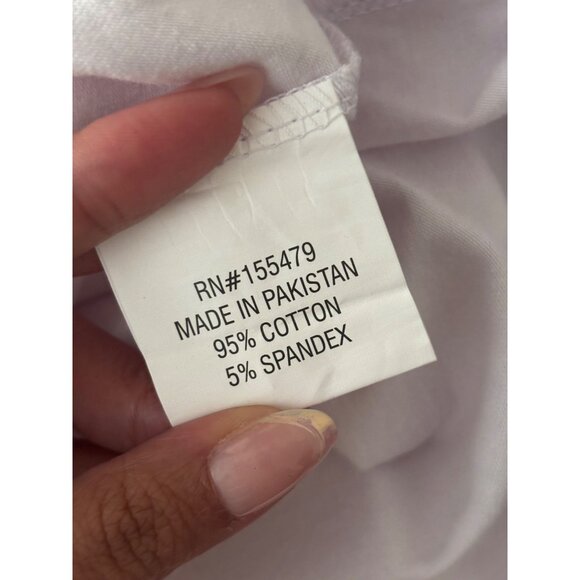 RN#155479
MADE IN PAKISTAN
95% COTTON
5% SPANDEX